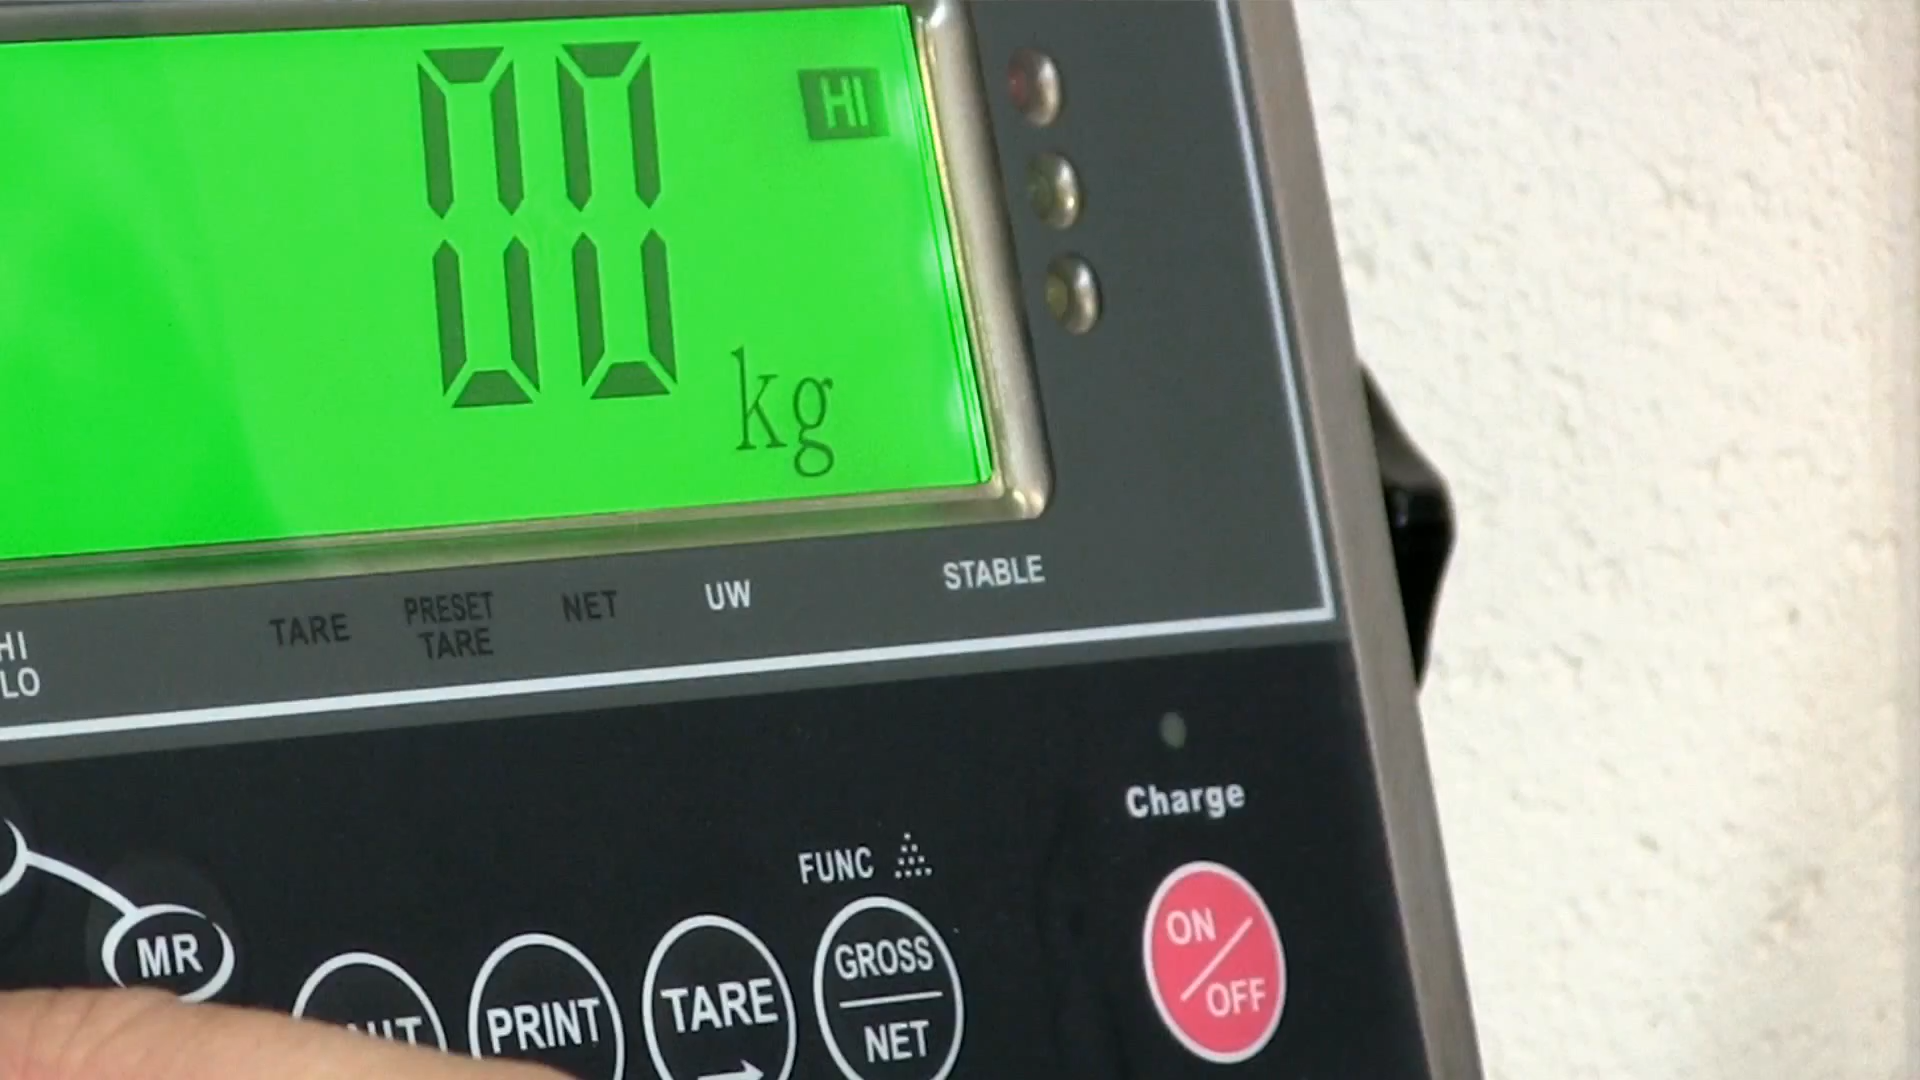 00 HI
kg
HI
LO
TARE
PRESET
TARE
NET
UW
STABLE
Charge
FUNC
MR
PRINT
TARE
GROSS
NET
ON
OFF